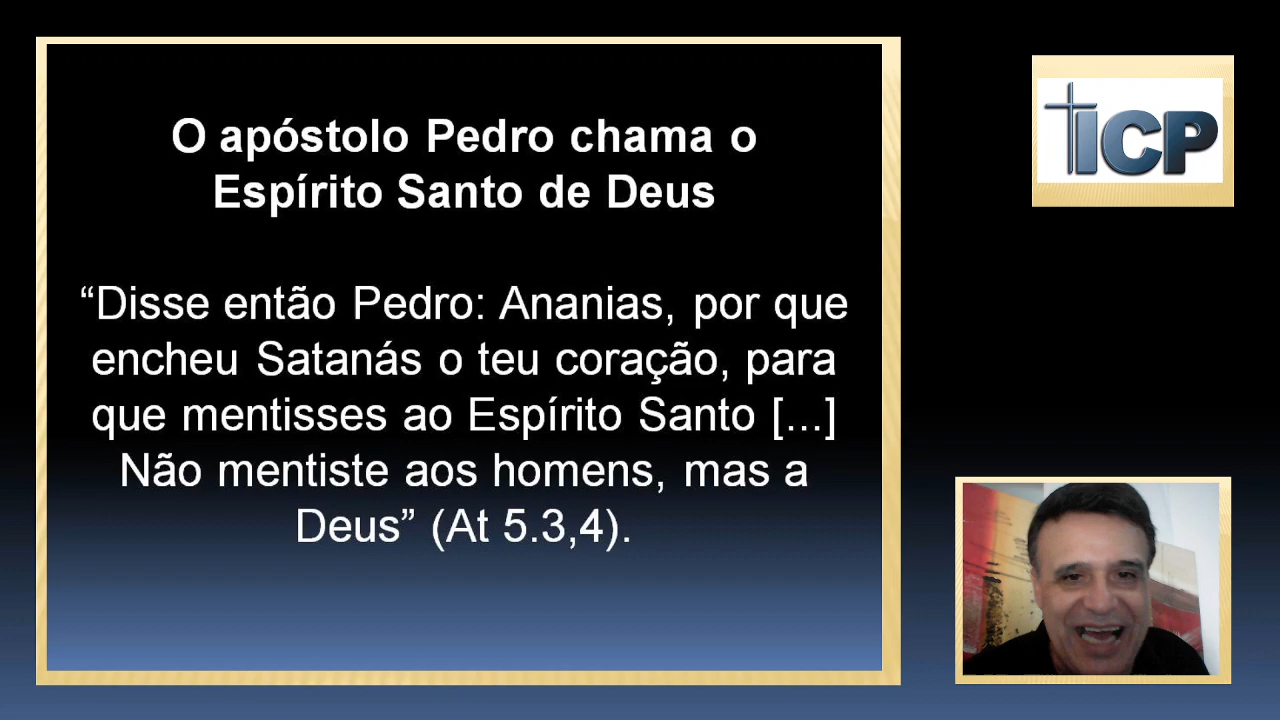 O apóstolo Pedro chama o
Espírito Santo de Deus
“Disse então Pedro: Ananias, por que
encheu Satanás o teu coração, para
que mentisses ao Espírito Santo [...]
Não mentiste aos homens, mas a
Deus” (At 5.3,4).
ICP